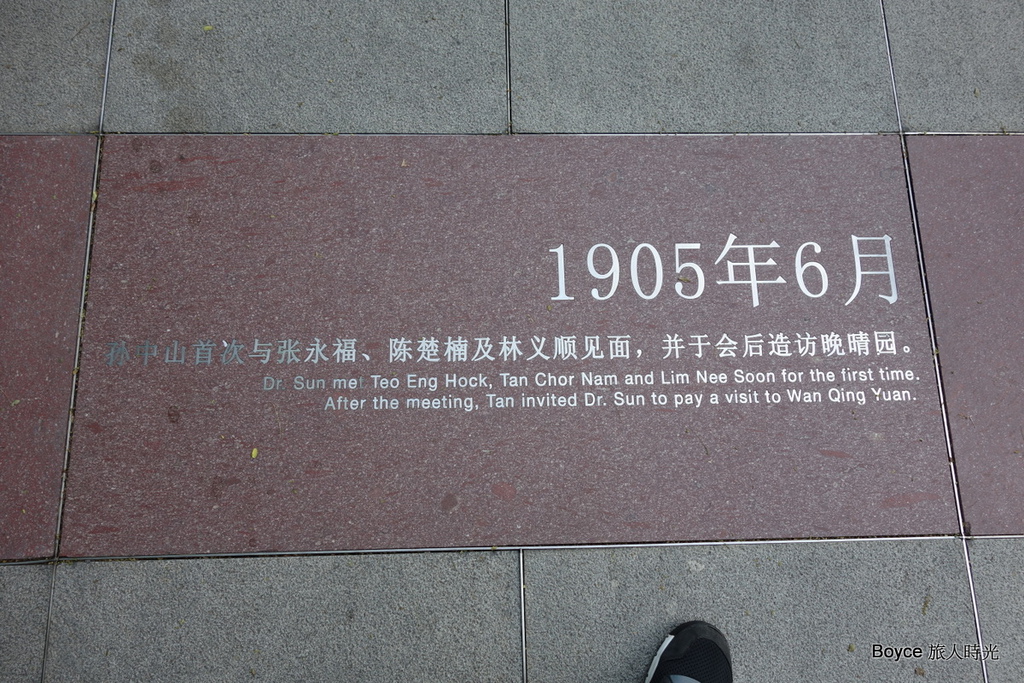 1905年6月
孙中山首次与张永福、陈楚楠及林义顺见面，并于会后造访晚晴园。
Dr. Sun met Teo Eng Hock, Tan Chor Nam and Lim Nee Soon for the first time.
After the meeting, Tan invited Dr. Sun to pay a visit to Wan Qing Yuan.
Boyce 旅人時光